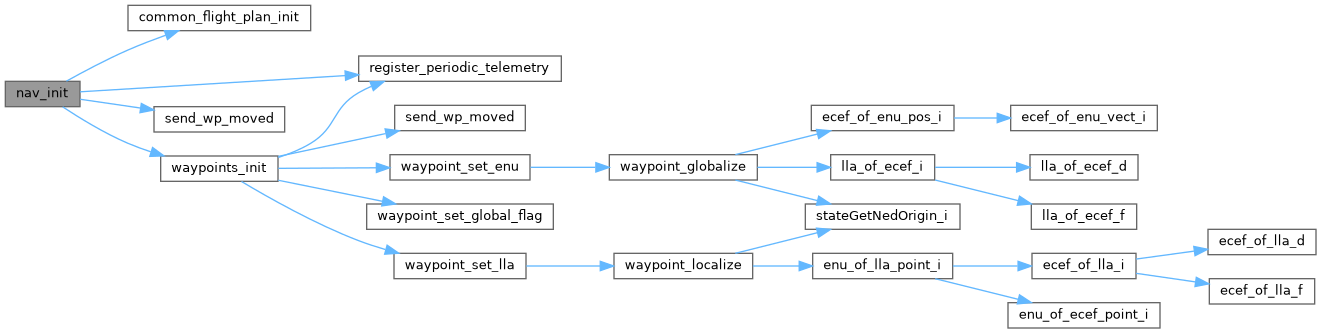 common_flight_plan_init
nav_init
register_periodic_telemetry
send_wp_moved
send_wp_moved
waypoints_init
waypoint_set_enu
waypoint_globalize
ecef_of_enu_pos_i
ecef_of_enu_vect_i
lla_of_ecef_i
lla_of_ecef_d
lla_of_ecef_f
waypoint_set_global_flag
stateGetNedOrigin_i
waypoint_set_lla
waypoint_localize
enu_of_lla_point_i
ecef_of_lla_i
ecef_of_lla_d
ecef_of_lla_f
enu_of_ecef_point_i